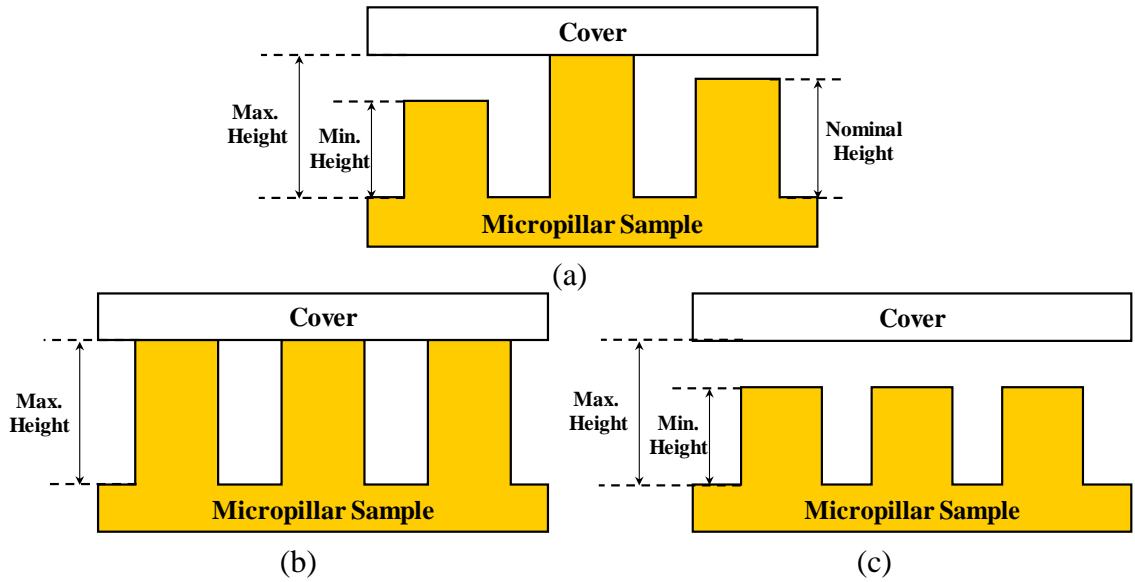 Cover
Max.
Height
Min.
Height
Nominal
Height
Micropillar Sample
(a)
Cover
Max.
Height
Micropillar Sample
(b)
Cover
Max.
Height
Min.
Height
Micropillar Sample
(c)